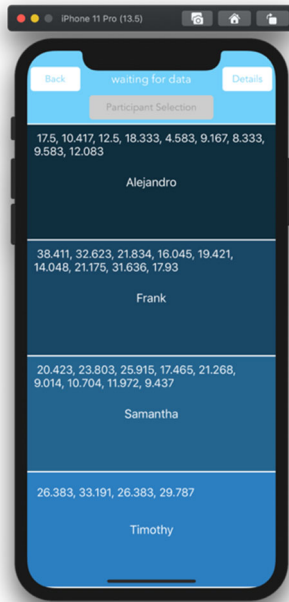 iPhone 11 Pro (13.5)
Back
waiting for data
Details
Participant Selection
17.5, 10.417, 12.5, 18.333, 4.583, 9.167, 8.333,
9.583, 12.083
Alejandro
38.411, 32.623, 21.834, 16.045, 19.421,
14.048, 21.175, 31.636, 17.93
Frank
20.423, 23.803, 25.915, 17.465, 21.268,
9.014, 10.704, 11.972, 9.437
Samantha
26.383, 33.191, 26.383, 29.787
Timothy